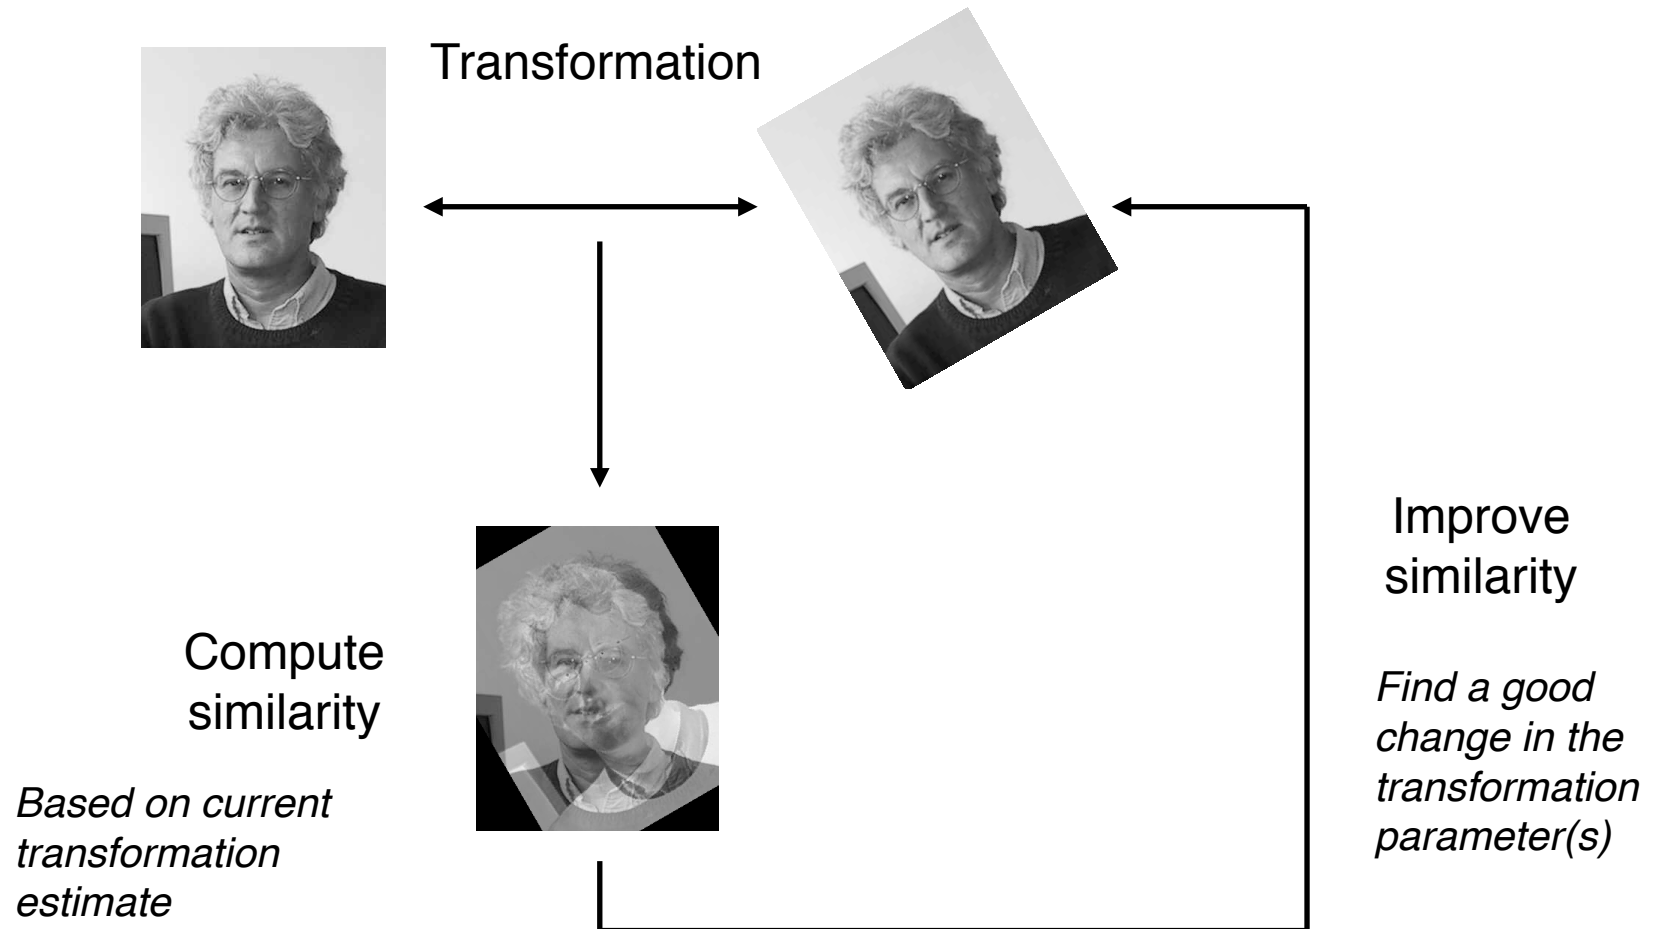 Transformation
Improve
similarity
Compute
similarity
Find a good
change in the
transformation
parameter(s)
Based on current
transformation
estimate